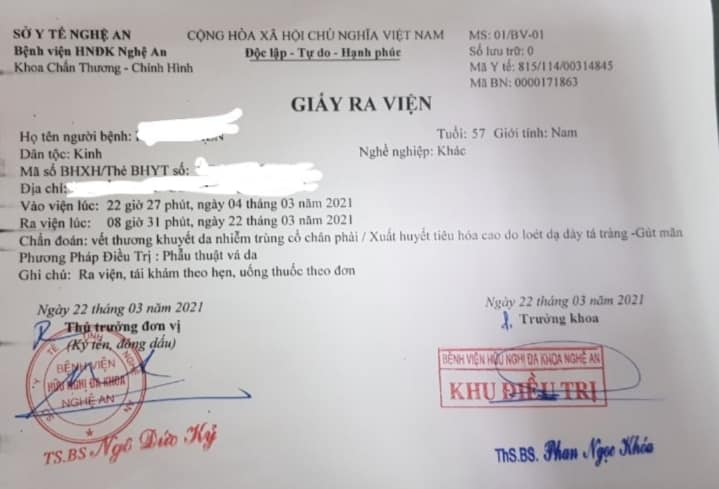 SỞ Y TẾ NGHỆ AN
Bệnh viện HNĐK Nghệ An
Khoa Chấn Thương - Chỉnh Hình
CỘNG HÒA XÃ HỘI CHỦ NGHĨA VIỆT NAM
Độc lập - Tự do - Hạnh phúc
MS: 01/BV-01
Số lưu trữ: 0
Mã Y tế: 815/114/00314845
Mã BN: 0000171863
GIẤY RA VIỆN
Họ tên người bệnh:
Tuổi: 57 Giới tính: Nam
Dân tộc: Kinh
Nghề nghiệp: Khác
Mã số BHXH/Thẻ BHYT số:
Địa chỉ:
Vào viện lúc: 22 giờ 27 phút, ngày 04 tháng 03 năm 2021
Ra viện lúc: 08 giờ 31 phút, ngày 22 tháng 03 năm 2021
Chẩn đoán: vết thương khuyết da nhiễm trùng cổ chân phải / Xuất huyết tiêu hóa cao do loét dạ dày tá tràng -Gút mãn
Phương Pháp Điều Trị : Phẫu thuật vá da
Ghi chú: Ra viện, tái khám theo hẹn, uống thuốc theo đơn
Ngày 22 tháng 03 năm 2021
Thủ trưởng đơn vị
(Ký tên, đóng dấu)
BỆNH VIỆN
HỮU NGHỊ ĐA KHOA
NGHỆ AN
TS.BS Ngô Đức Kỷ
Ngày 22 tháng 03 năm 2021
Trưởng khoa
BỆNH VIỆN HỮU NGHỊ ĐA KHOA NGHỆ AN
KHU ĐIỀU TRỊ
ThS.BS. Phan Ngọc Khóa